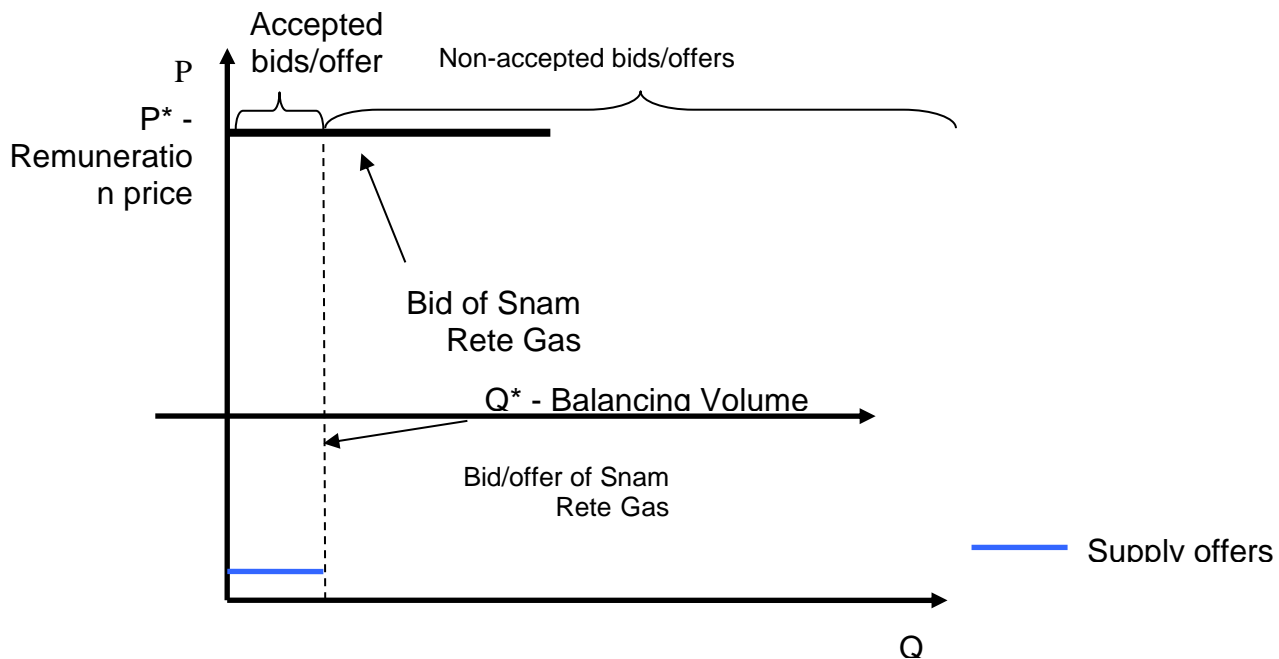 Accepted
bids/offer
Non-accepted bids/offers
P
P* -
Remuneratio
n price
Bid of Snam
Rete Gas
Q* - Balancing Volume
Bid/offer of Snam
Rete Gas
Supply offers
Q